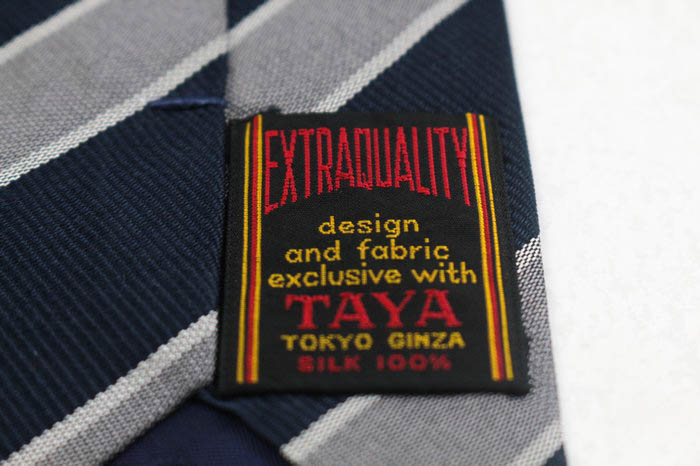 EXTRAQUALITY
design
and fabric
exclusive with
TAYA
TOKYO GINZA
SILK 100%